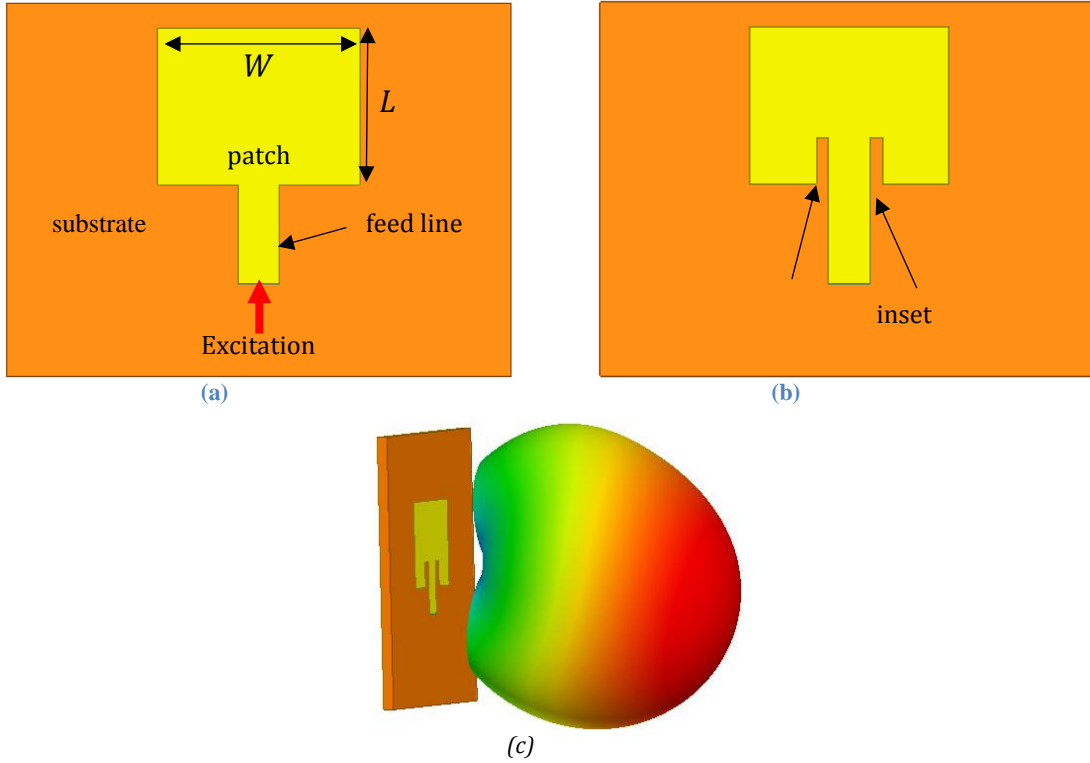 W
L
patch
substrate
feed line
Excitation
inset
(a)
(b)
(c)